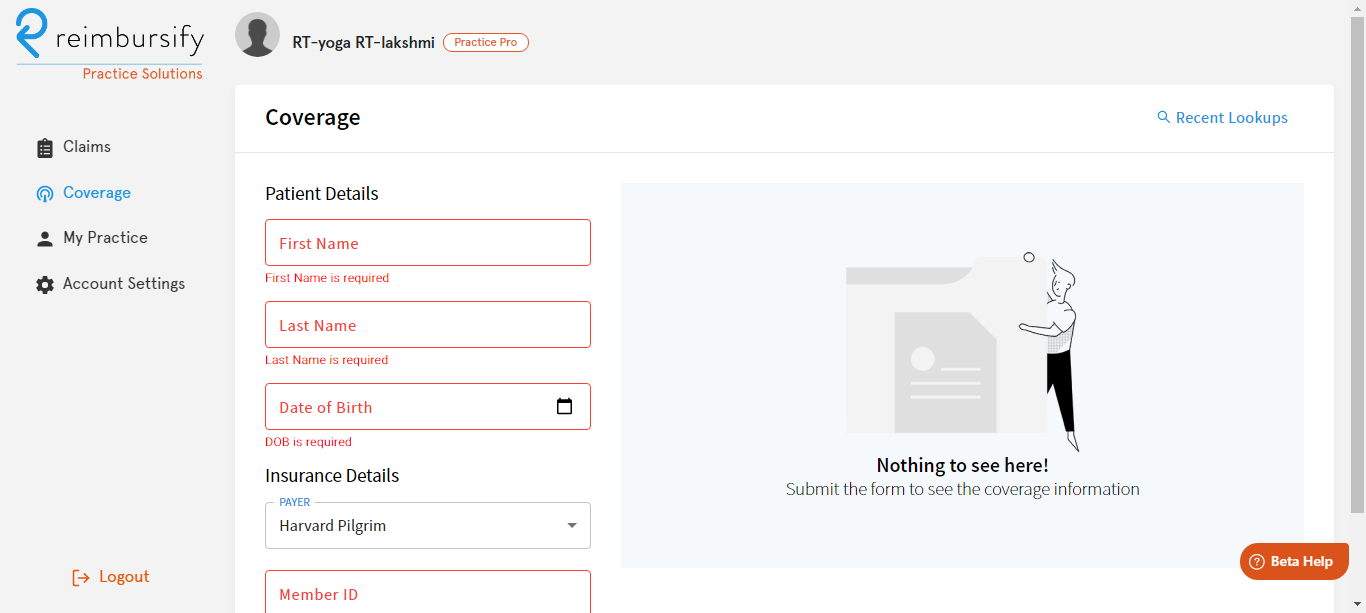 reimbursify
Practice Solutions
RT-yoga RT-lakshmi Practice Pro
Claims
Coverage
My Practice
Account Settings
Logout
Coverage
Recent Lookups
Patient Details
First Name
First Name is required
Last Name
Last Name is required
Date of Birth
DOB is required
Insurance Details
PAYER
Harvard Pilgrim
Member ID
Nothing to see here!
Submit the form to see the coverage information
Beta Help